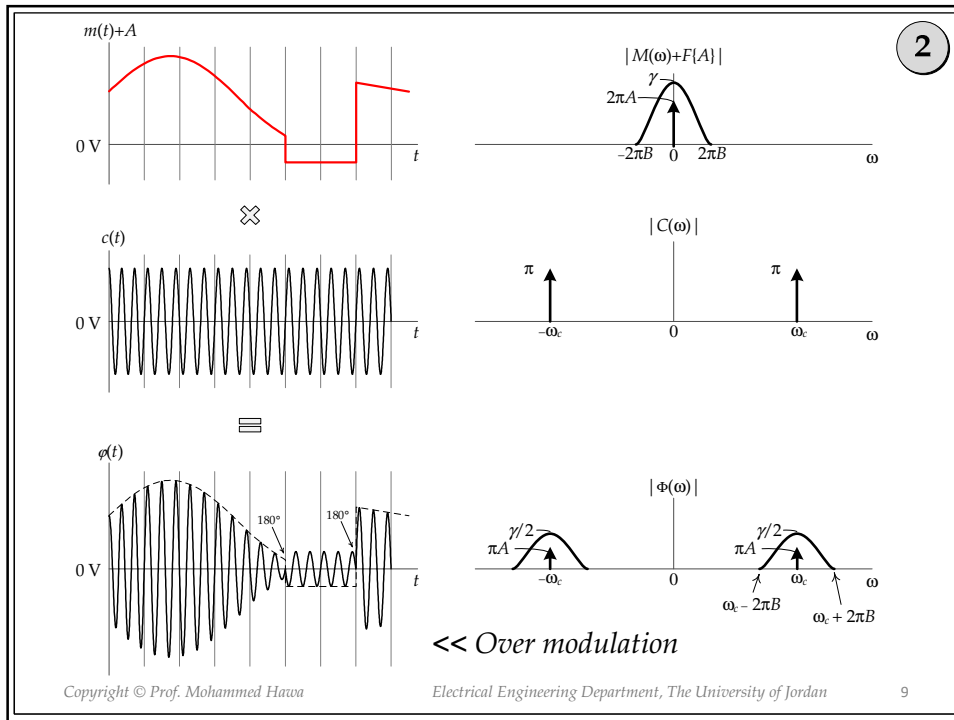 2
m(t)+A
0 V
t
|M(ω)+F{A}|
γ
2πA
−2πB
0
2πB
ω
c(t)
0 V
t
|C(ω)|
π
π
−ωc
0
ωc
ω
φ(t)
180°
180°
0 V
t
|Φ(ω)|
γ/2
πA
−ωc
0
γ/2
πA
ωc
ω
ωc − 2πB
ωc + 2πB
<< Over modulation
Copyright © Prof. Mohammed Hawa
Electrical Engineering Department, The University of Jordan
9